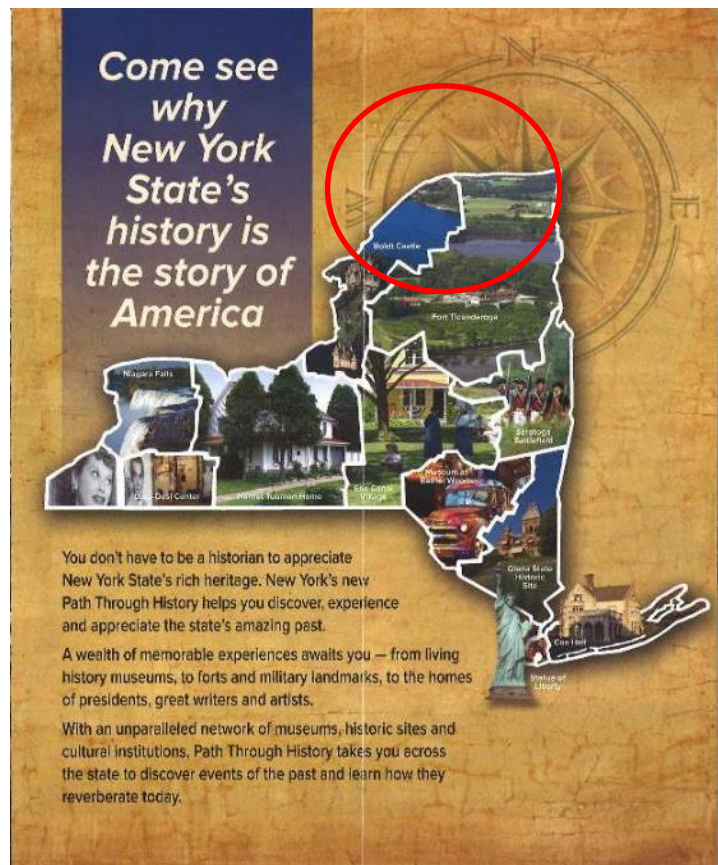 Come see
why
New York
State's
history is
the story of
America
N
W
E
Boldt Castle
Fort Ticonderoga
Niagara Falls
Saratoga
Battlefield
Lucy-Desi Center
Harriet Tubman Home
Erie Canal
Village
Museum at
Bethel Woods
Olana State
Historic
Site
Coe Hall
Statue of
Liberty
You don't have to be a historian to appreciate
New York State's rich heritage. New York's new
Path Through History helps you discover, experience
and appreciate the state's amazing past.
A wealth of memorable experiences awaits you — from living
history museums, to forts and military landmarks, to the homes
of presidents, great writers and artists.
With an unparalleled network of museums, historic sites and
cultural institutions, Path Through History takes you across
the state to discover events of the past and learn how they
reverberate today.